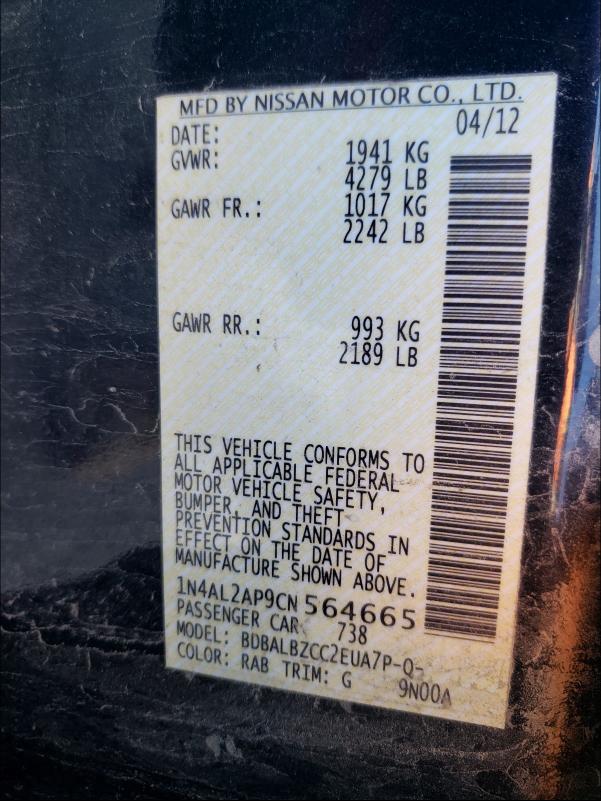 MFD BY NISSAN MOTOR CO., LTD.
DATE: 04/12
GVWR: 1941 KG
4279 LB
GAWR FR.: 1017 KG
2242 LB
GAWR RR.: 993 KG
2189 LB
THIS VEHICLE CONFORMS TO
ALL APPLICABLE FEDERAL
MOTOR VEHICLE SAFETY,
BUMPER, AND THEFT
PREVENTION STANDARDS IN
EFFECT ON THE DATE OF
MANUFACTURE SHOWN ABOVE.
1N4AL2AP9CN564665
PASSENGER CAR 738
MODEL: BDBALBZCC2EUA7P-Q-
COLOR: RAB TRIM: G 9N00A